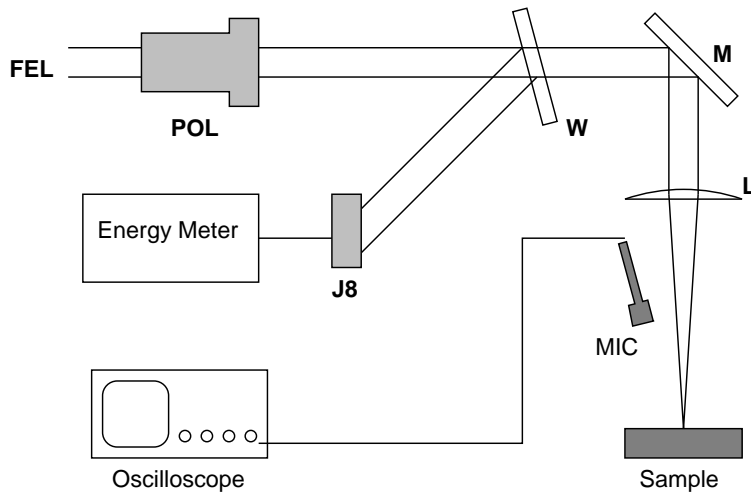 FEL
POL
W
M
L
Energy Meter
J8
MIC
Oscilloscope
Sample